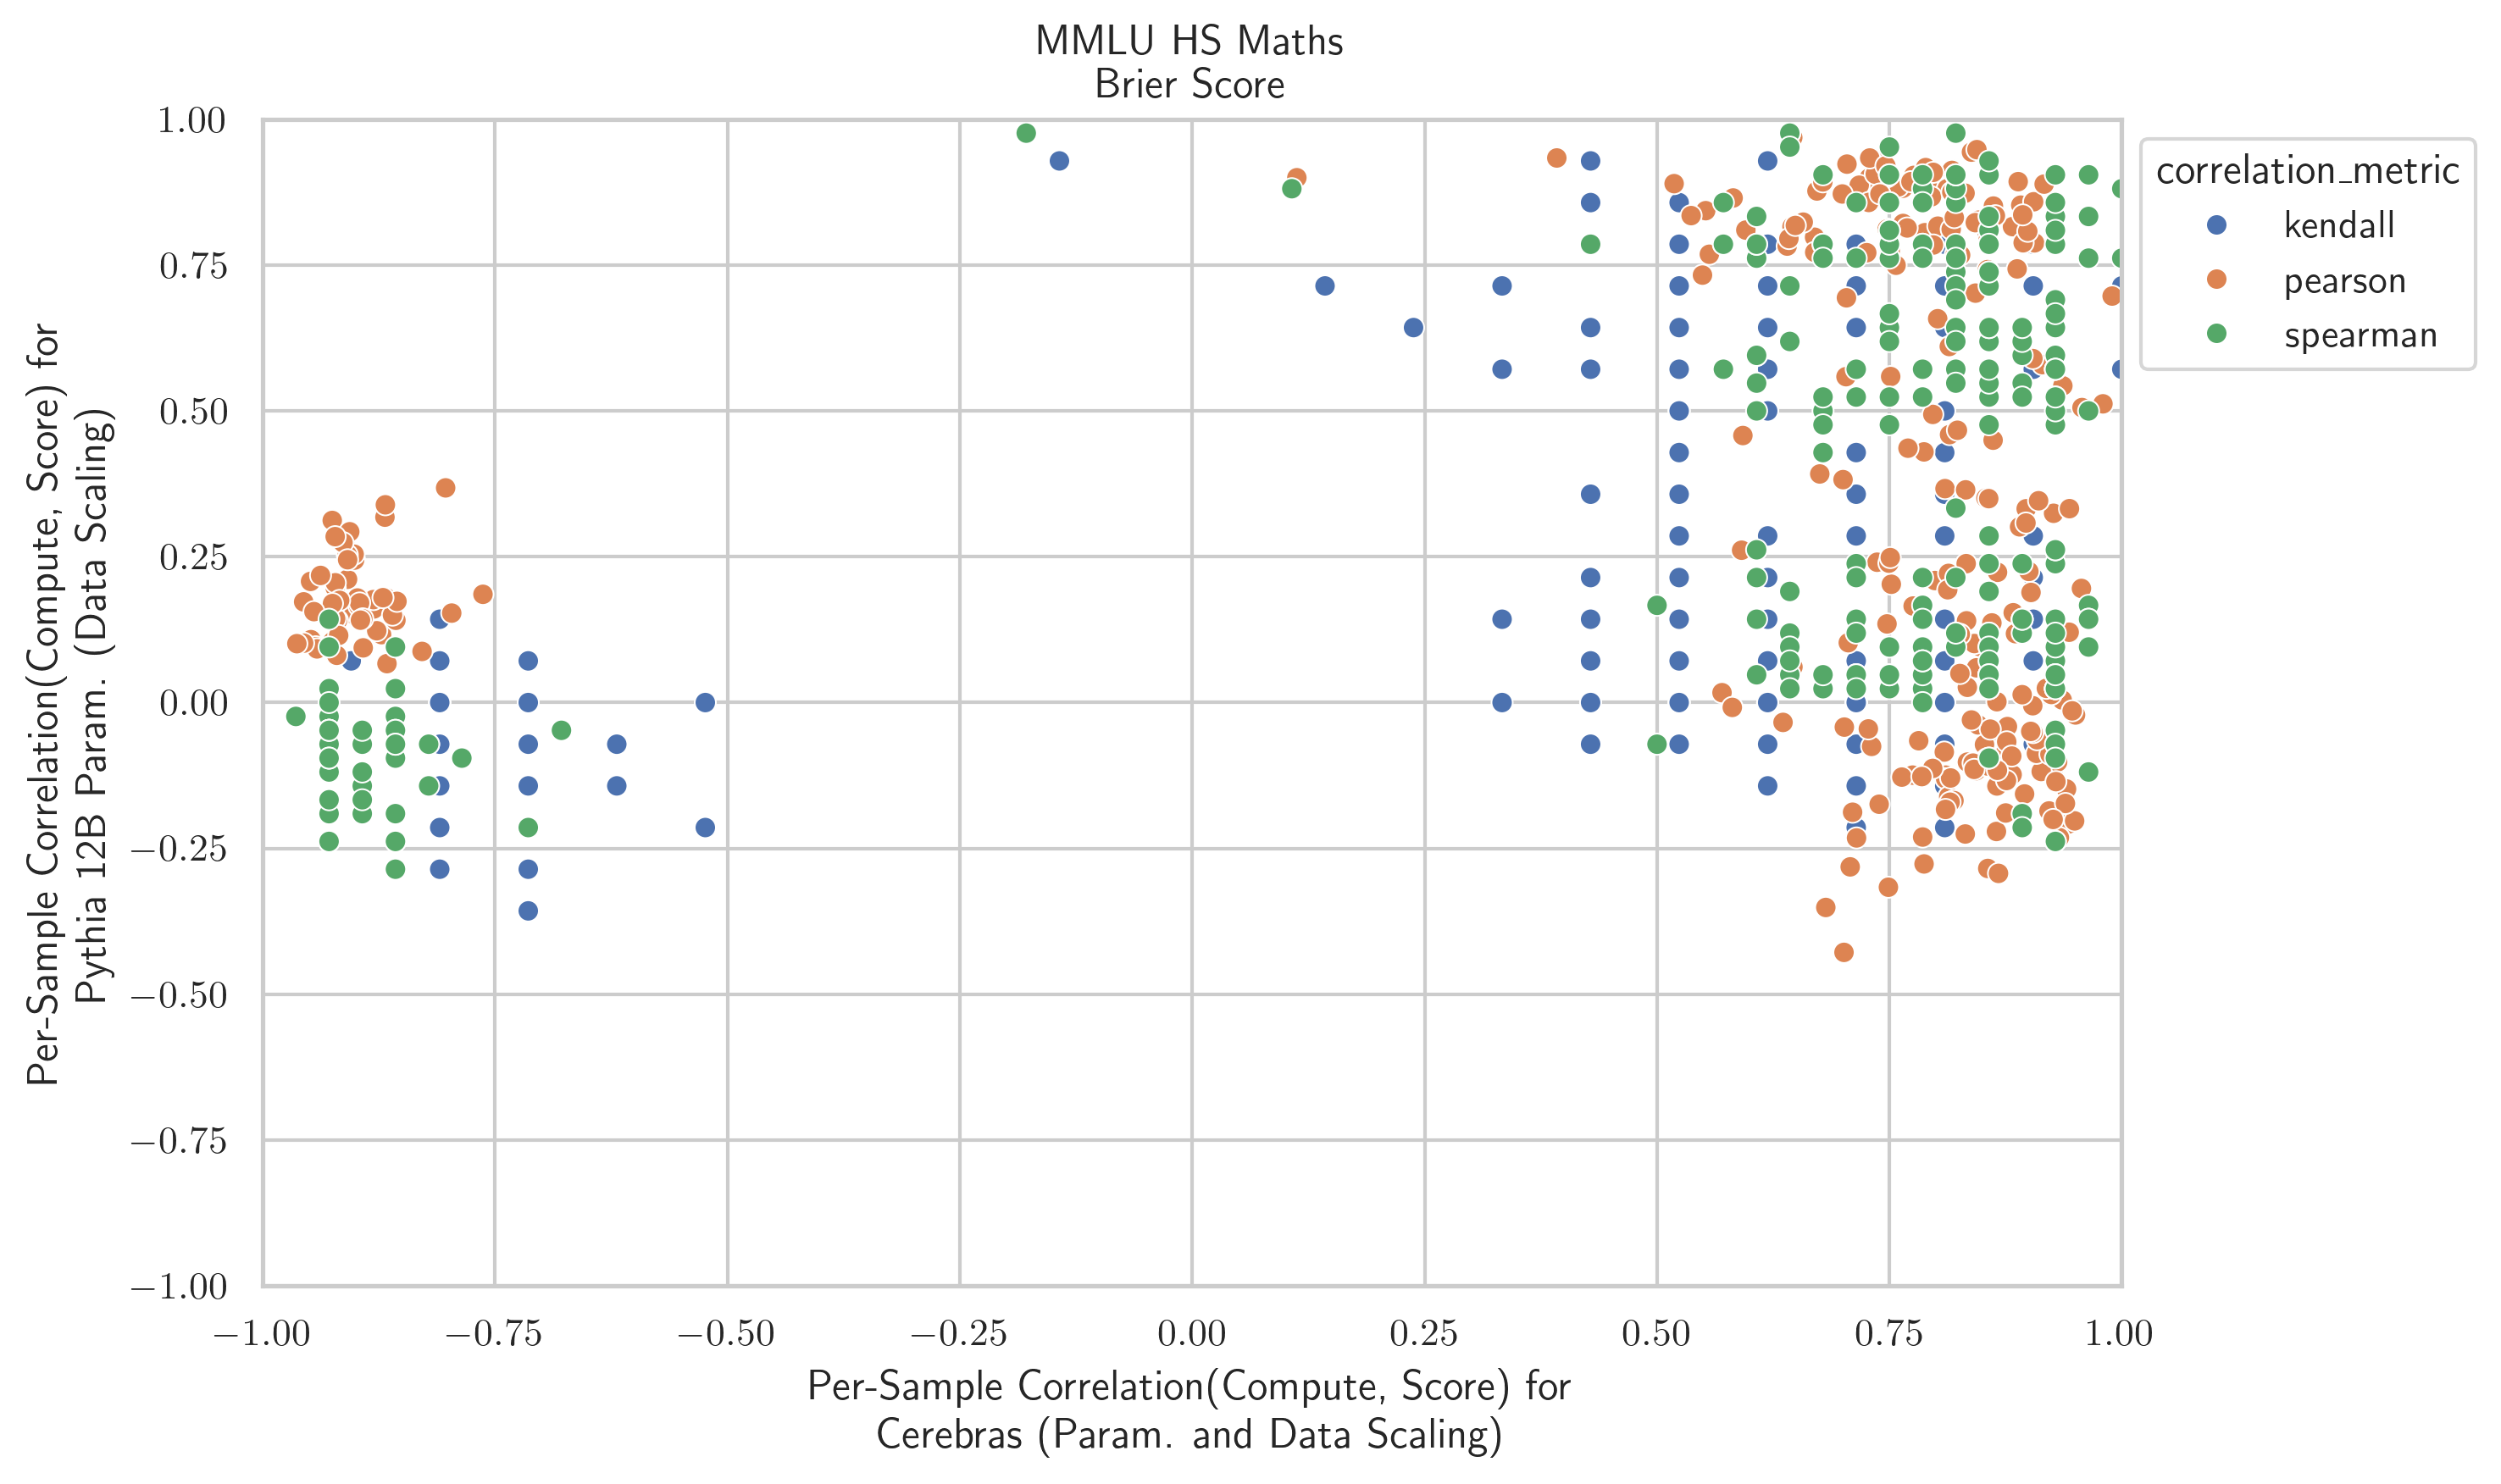 MMLU HS Maths
Brier Score
Per-Sample Correlation(Compute, Score) for
Pythia 12B Param. (Data Scaling)
1.00
0.75
0.50
0.25
0.00
−0.25
−0.50
−0.75
−1.00
−1.00 −0.75 −0.50 −0.25 0.00 0.25 0.50 0.75 1.00
Per-Sample Correlation(Compute, Score) for
Cerebras (Param. and Data Scaling)
correlation_metric
kendall
pearson
spearman